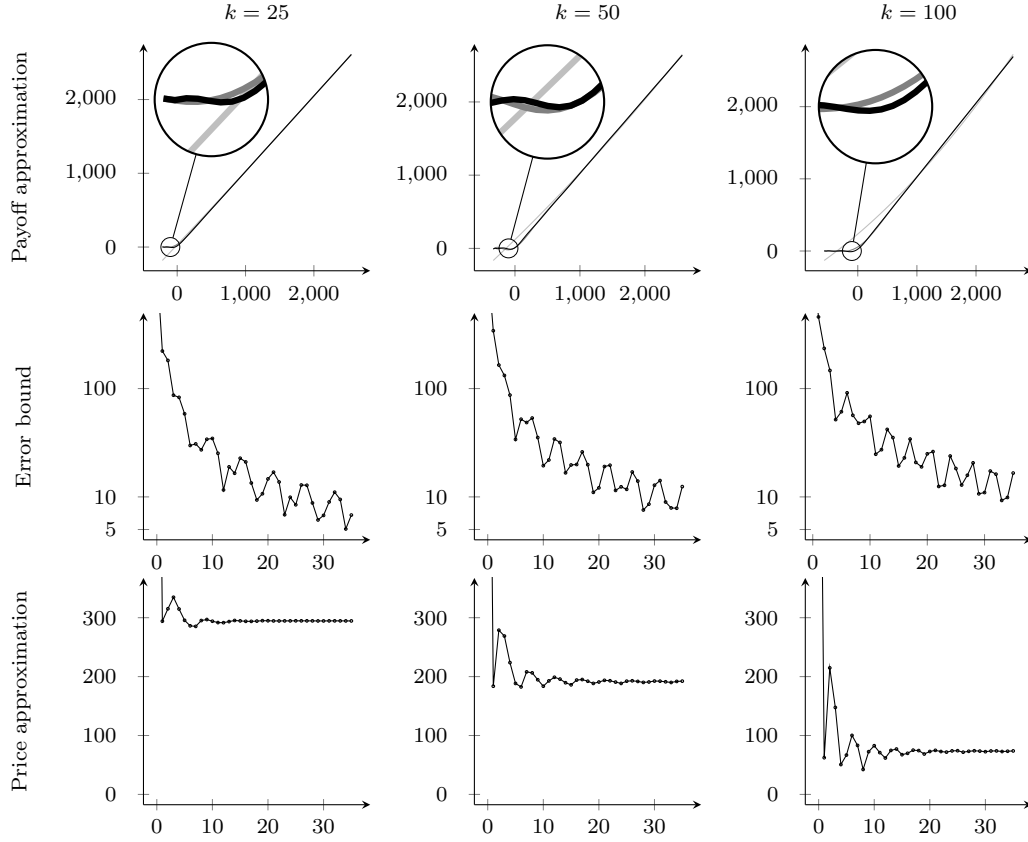 k = 25 k = 50 k = 100
Payoff approximation
2,000 2,000 2,000
1,000 1,000 1,000
0 0 0
0 1,000 2,000 0 1,000 2,000 0 1,000 2,000
Error bound
100 100 100
10 10 10
5 5 5
0 10 20 30 0 10 20 30 0 10 20 30
Price approximation
300 300 300
200 200 200
100 100 100
0 0 0
0 10 20 30 0 10 20 30 0 10 20 30